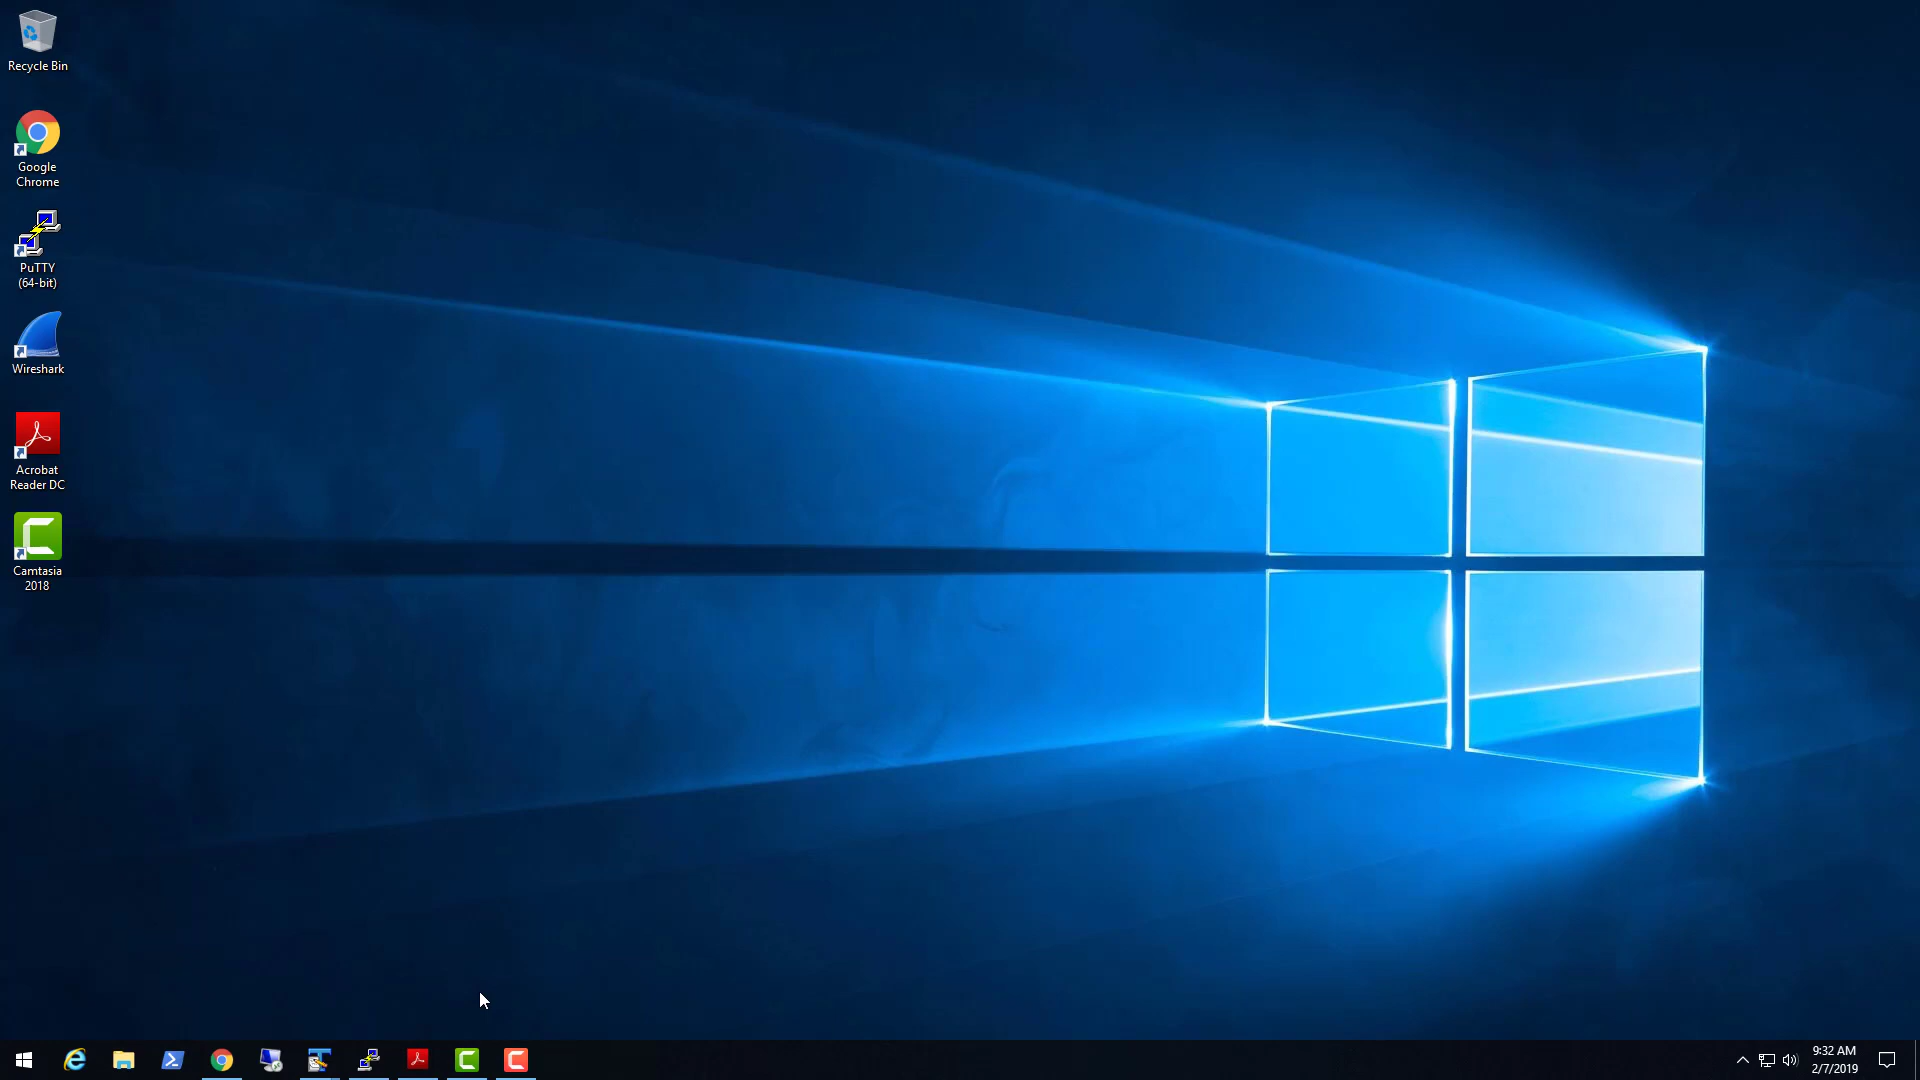 Recycle Bin
Google
Chrome
PuTTY
(64-bit)
Wireshark
Acrobat
Reader DC
Camtasia
2018
9:32 AM
2/7/2019